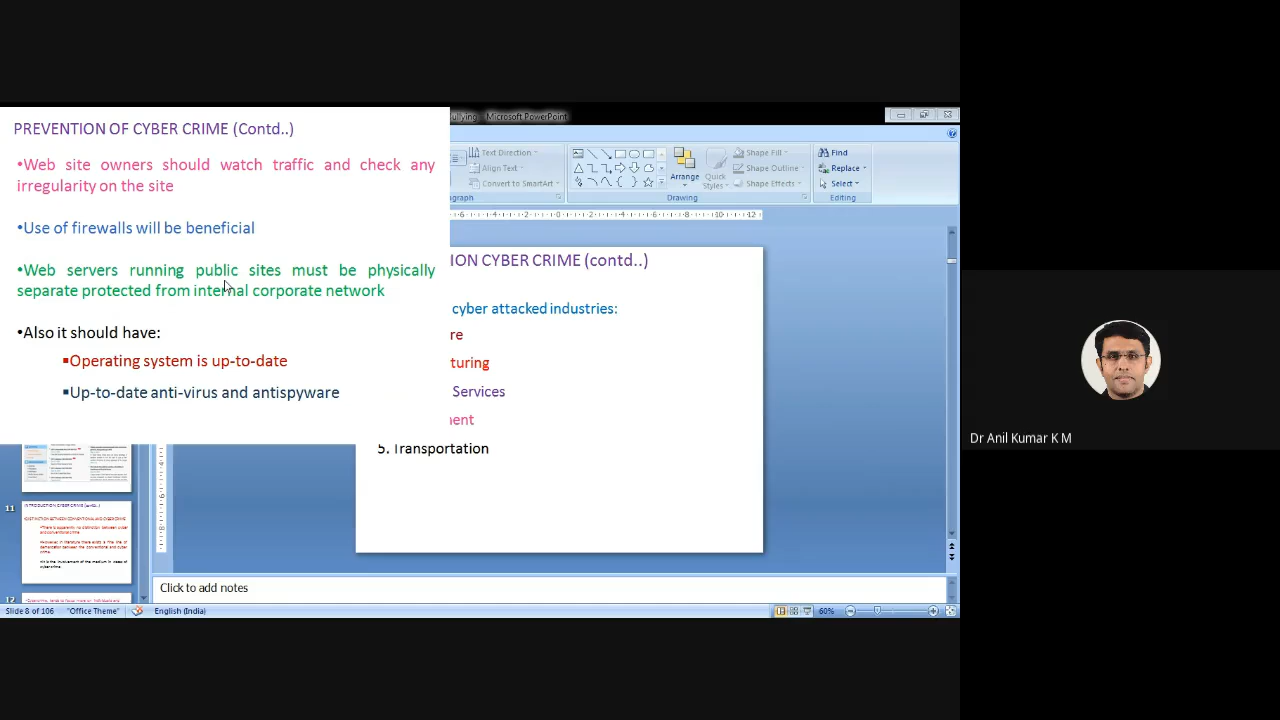 PREVENTION OF CYBER CRIME (Contd..)
•Web site owners should watch traffic and check any
irregularity on the site
•Use of firewalls will be beneficial
•Web servers running public sites must be physically
separate protected from internal corporate network
•Also it should have:
▪Operating system is up-to-date
▪Up-to-date anti-virus and antispyware
Microsoft PowerPoint
Text Direction
Align Text
Convert to SmartArt
Arrange
Quick
Styles
Shape Fill
Shape Outline
Shape Effects
Find
Replace
Select
Drawing
Editing
ION CYBER CRIME (contd..)
cyber attacked industries:
re
turing
Services
ent
5. Transportation
11
12
Click to add notes
Slide 8 of 106
"Office Theme"
English (India)
60%
Dr Anil Kumar K M